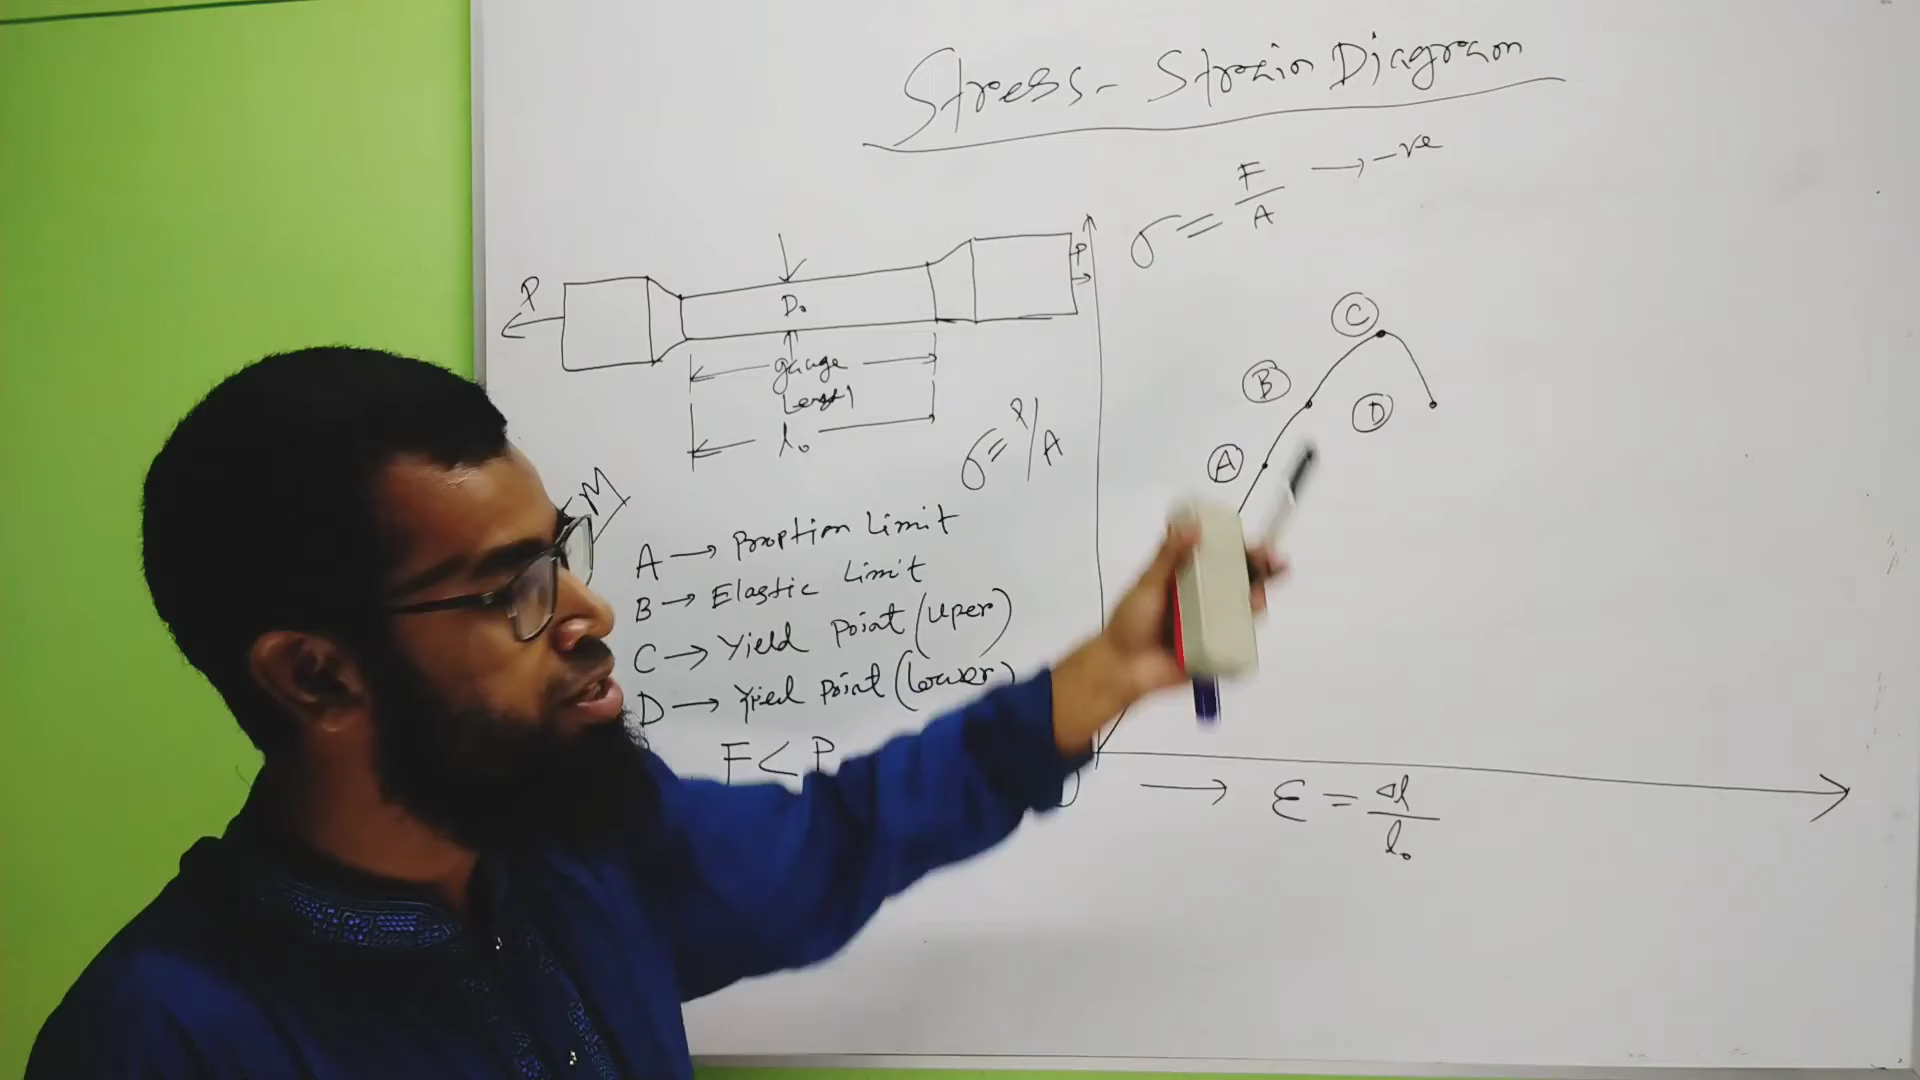 Stress - Strain Diagram
σ = F/A → -ve
P
D₀
P
gauge
Length
l₀
σ = P/A
A → Proption Limit
B → Elastic Limit
C → Yield Point (Uper)
D → Yield Point (Lower)
F < P
C
B
D
A
→ ε = Δl/l₀